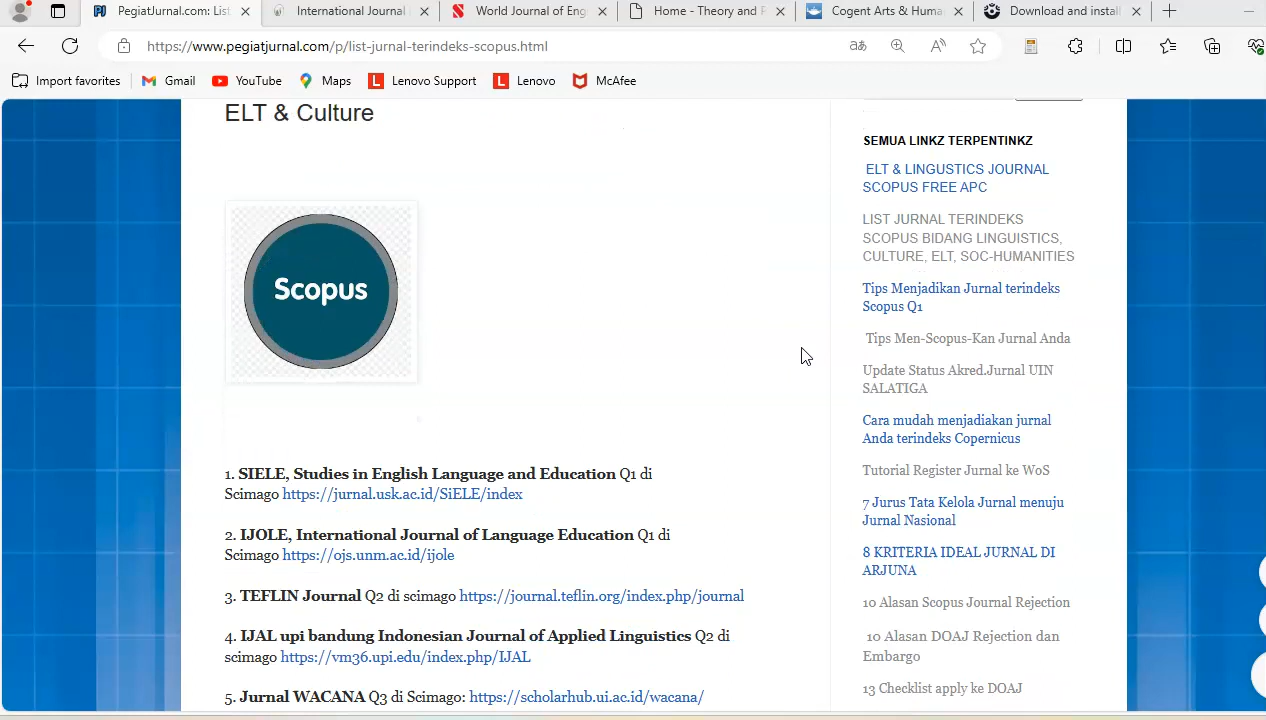 PegiatJurnal.com: List
International Journal
World Journal of Eng
Home - Theory and P
Cogent Arts & Huma
Download and install
https://www.pegiatjurnal.com/p/list-jurnal-terindeks-scopus.html
Import favorites
Gmail
YouTube
Maps
Lenovo Support
Lenovo
McAfee
ELT & Culture
Scopus
1. SIELE, Studies in English Language and Education Q1 di
Scimago https://jurnal.usk.ac.id/SiELE/index
2. IJOLE, International Journal of Language Education Q1 di
Scimago https://ojs.unm.ac.id/ijole
3. TEFLIN Journal Q2 di scimago https://journal.teflin.org/index.php/journal
4. IJAL upi bandung Indonesian Journal of Applied Linguistics Q2 di
scimago https://vm36.upi.edu/index.php/IJAL
5. Jurnal WACANA Q3 di Scimago: https://scholarhub.ui.ac.id/wacana/
SEMUA LINKZ TERPENTINKZ
ELT & LINGUSTICS JOURNAL
SCOPUS FREE APC
LIST JURNAL TERINDEKS
SCOPUS BIDANG LINGUISTICS,
CULTURE, ELT, SOC-HUMANITIES
Tips Menjadikan Jurnal terindeks
Scopus Q1
Tips Men-Scopus-Kan Jurnal Anda
Update Status Akred.Jurnal UIN
SALATIGA
Cara mudah menjadiakan jurnal
Anda terindeks Copernicus
Tutorial Register Jurnal ke WoS
7 Jurus Tata Kelola Jurnal menuju
Jurnal Nasional
8 KRITERIA IDEAL JURNAL DI
ARJUNA
10 Alasan Scopus Journal Rejection
10 Alasan DOAJ Rejection dan
Embargo
13 Checklist apply ke DOAJ